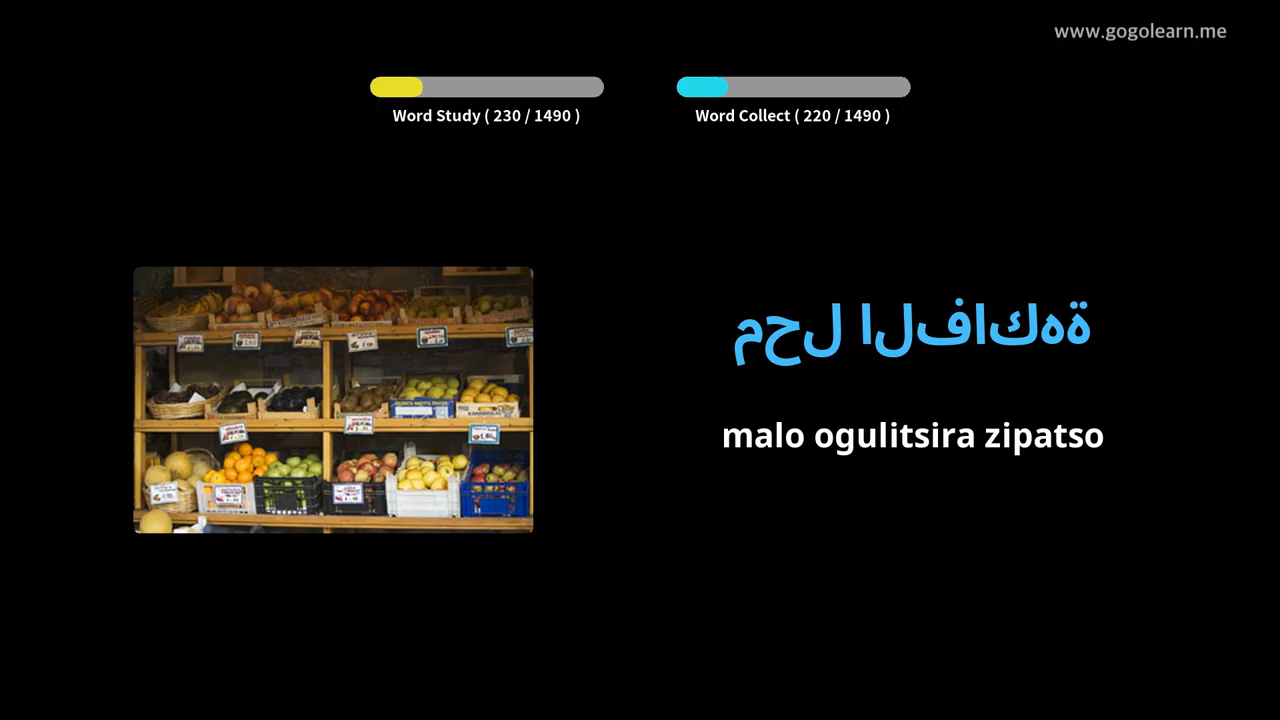 www.gogolearn.me
Word Study ( 230 / 1490 )
Word Collect ( 220 / 1490 )
محل الفاكهة
malo ogulitsira zipatso